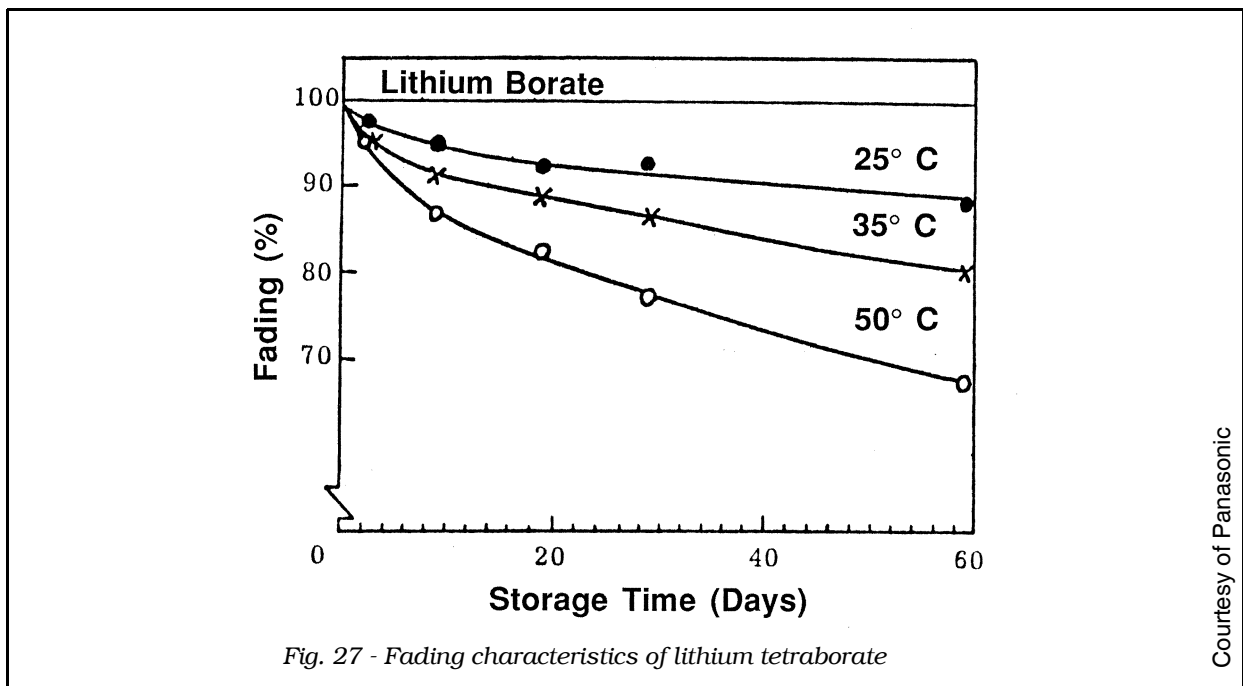 Lithium Borate
100
90
80
70
Fading (%)
25° C
35° C
50° C
0
20
40
60
Storage Time (Days)
Fig. 27 - Fading characteristics of lithium tetraborate
Courtesy of Panasonic